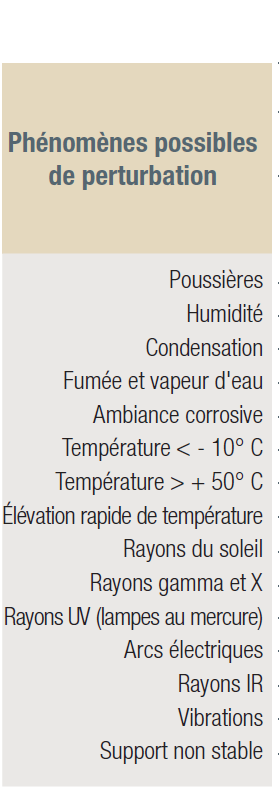 Phénomènes possibles
de perturbation
Poussières
Humidité
Condensation
Fumée et vapeur d'eau
Ambiance corrosive
Température < - 10° C
Température > + 50° C
Élévation rapide de température
Rayons du soleil
Rayons gamma et X
Rayons UV (lampes au mercure)
Arcs électriques
Rayons IR
Vibrations
Support non stable